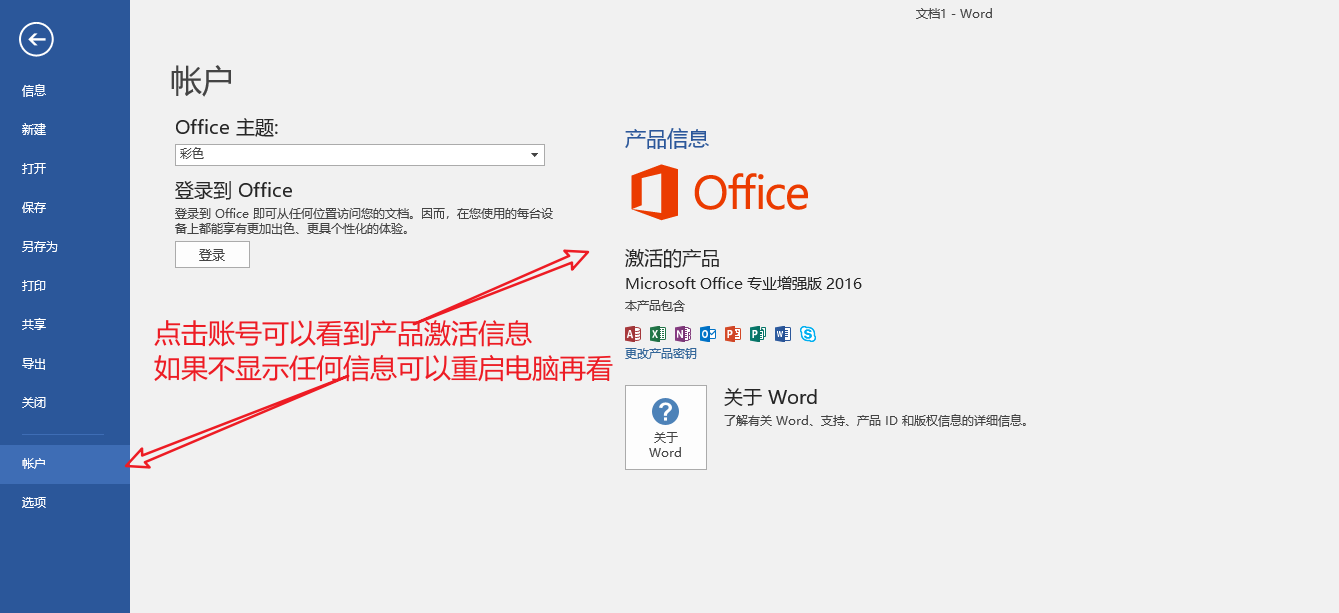 文档1 - Word
信息
新建
打开
保存
另存为
打印
共享
导出
关闭
帐户
选项
帐户
Office 主题:
彩色
登录到 Office
登录到 Office 即可从任何位置访问您的文档。因而，在您使用的每台设
备上都能享有更加出色、更具个性化的体验。
登录
点击账号可以看到产品激活信息
如果不显示任何信息可以重启电脑再看
产品信息
Office
激活的产品
Microsoft Office 专业增强版 2016
本产品包含
更改产品密钥
关于
Word
关于 Word
了解有关 Word、支持、产品 ID 和版权信息的详细信息。